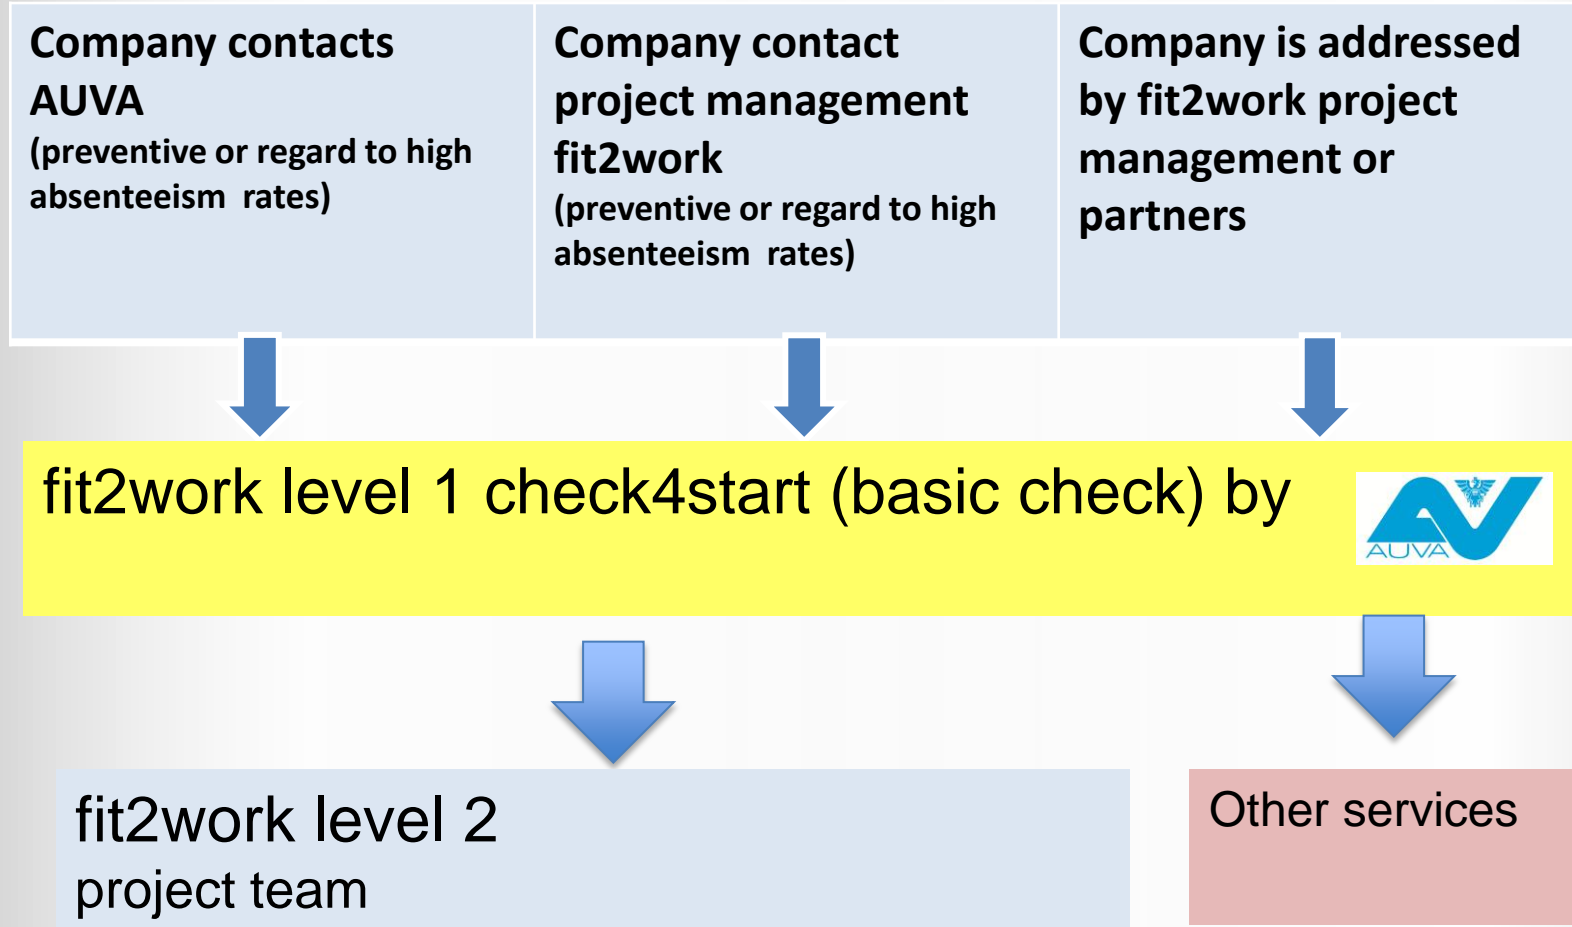 Company contacts
AUVA
(preventive or regard to high
absenteeism rates)
Company contact
project management
fit2work
(preventive or regard to high
absenteeism rates)
Company is addressed
by fit2work project
management or
partners
fit2work level 1 check4start (basic check) by
AUVA
fit2work level 2
project team
Other services